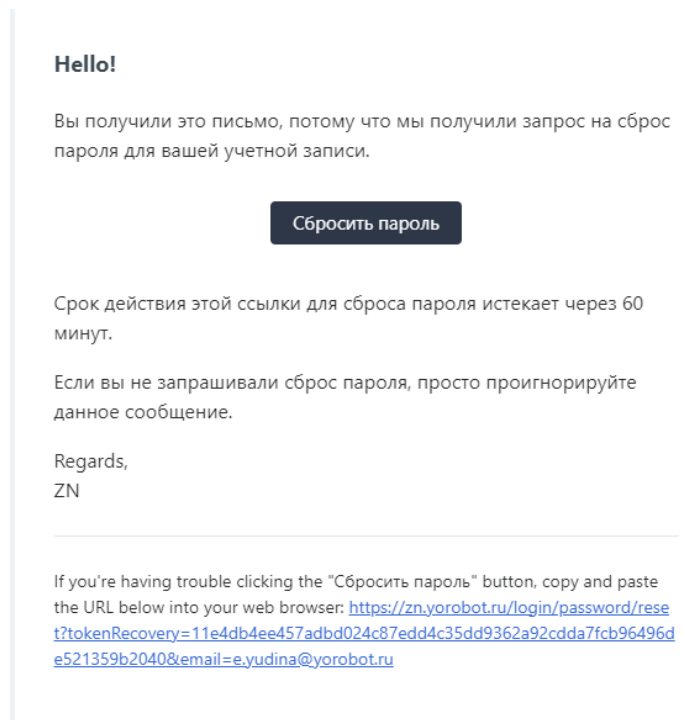 Hello!
Вы получили это письмо, потому что мы получили запрос на сброс
пароля для вашей учетной записи.
Сбросить пароль
Срок действия этой ссылки для сброса пароля истекает через 60
минут.
Если вы не запрашивали сброс пароля, просто проигнорируйте
данное сообщение.
Regards,
ZN
If you're having trouble clicking the "Сбросить пароль" button, copy and paste
the URL below into your web browser: https://zn.yorobot.ru/login/password/rese
t?tokenRecovery=11e4db4ee457adbd024c87edd4c35dd9362a92cdda7fcb96496d
e521359b2040&email=e.yudina@yorobot.ru